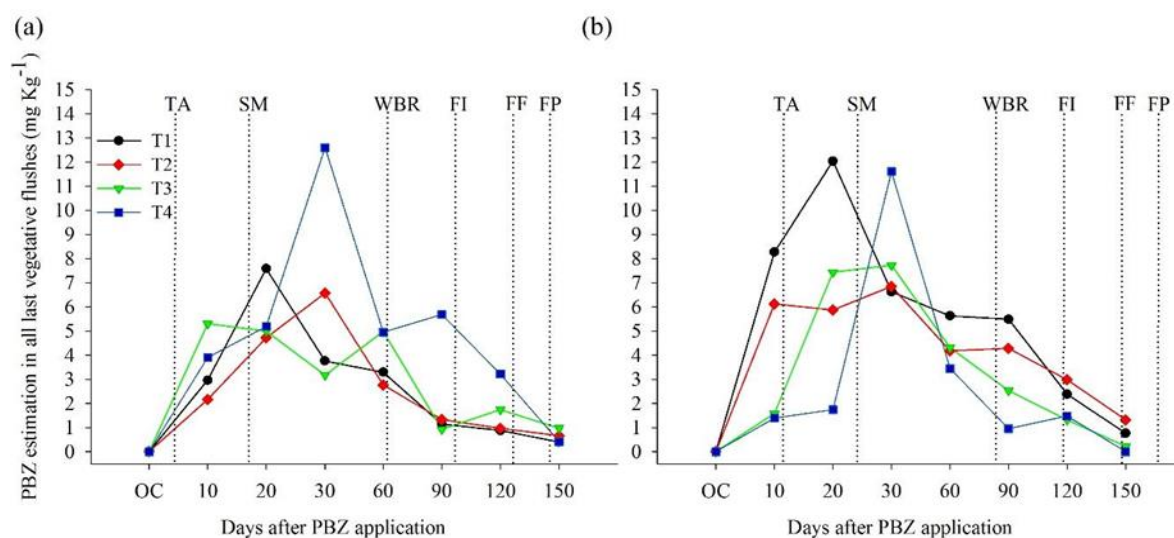 (a)
(b)
PBZ estimation in all last vegetative flushes (mg Kg⁻¹)
15
14
13
12
11
10
9
8
7
6
5
4
3
2
1
0
TA SM WBR FI FF FP
T1
T2
T3
T4
OC 10 20 30 60 90 120 150
Days after PBZ application
15
14
13
12
11
10
9
8
7
6
5
4
3
2
1
0
TA SM WBR FI FF FP
OC 10 20 30 60 90 120 150
Days after PBZ application